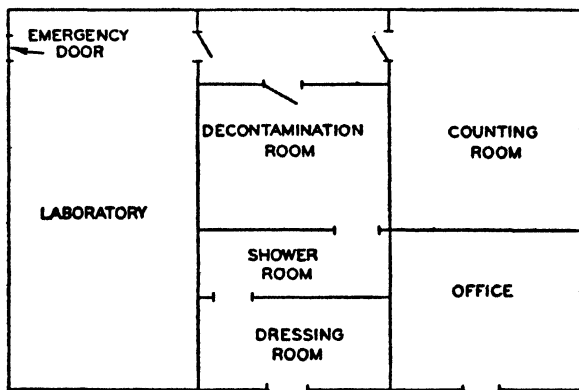 EMERGENCY
DOOR
DECONTAMINATION
ROOM
COUNTING
ROOM
LABORATORY
SHOWER
ROOM
OFFICE
DRESSING
ROOM